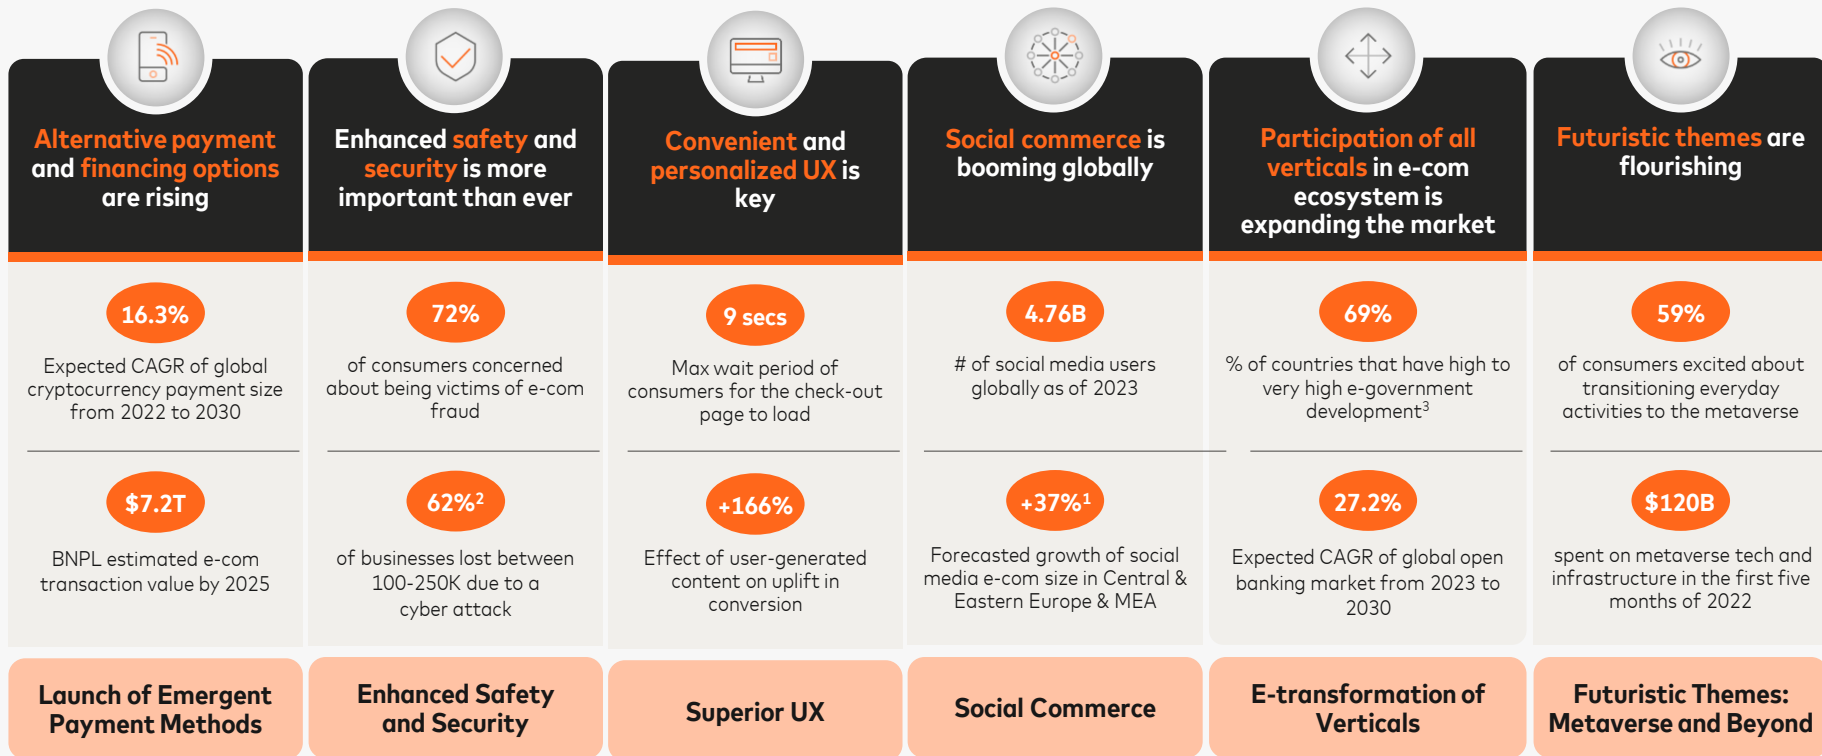 Alternative payment
and financing options
are rising
16.3%
Expected CAGR of global
cryptocurrency payment size
from 2022 to 2030
$7.2T
BNPL estimated e-com
transaction value by 2025
Launch of Emergent
Payment Methods
Enhanced safety and
security is more
important than ever
72%
of consumers concerned
about being victims of e-com
fraud
62%²
of businesses lost between
100-250K due to a
cyber attack
Enhanced Safety
and Security
Convenient and
personalized UX is
key
9 secs
Max wait period of
consumers for the check-out
page to load
+166%
Effect of user-generated
content on uplift in
conversion
Superior UX
Social commerce is
booming globally
4.76B
# of social media users
globally as of 2023
+37%¹
Forecasted growth of social
media e-com size in Central &
Eastern Europe & MEA
Social Commerce
Participation of all
verticals in e-com
ecosystem is
expanding the market
69%
% of countries that have high to
very high e-government
development³
27.2%
Expected CAGR of global open
banking market from 2023 to
2030
E-transformation of
Verticals
Futuristic themes are
flourishing
59%
of consumers excited about
transitioning everyday
activities to the metaverse
$120B
spent on metaverse tech and
infrastructure in the first five
months of 2022
Futuristic Themes:
Metaverse and Beyond